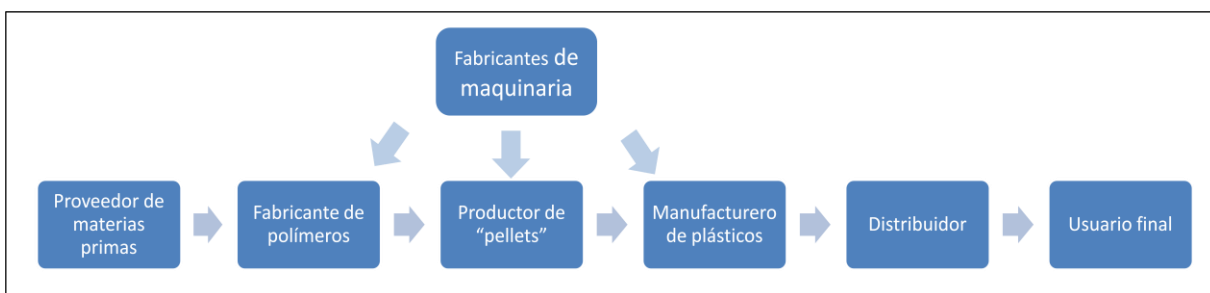 Fabricantes de
maquinaria
Proveedor de
materias
primas
Fabricante de
polímeros
Productor de
“pellets”
Manufacturero
de plásticos
Distribuidor
Usuario final